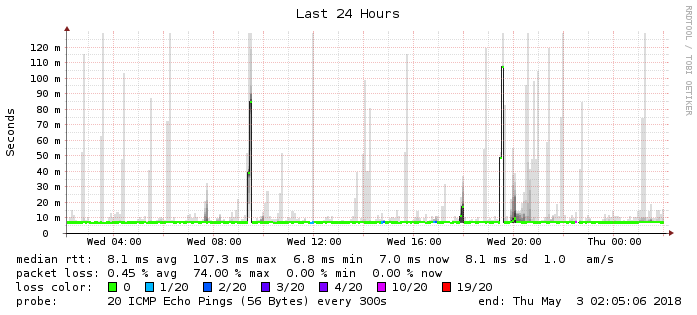 Last 24 Hours
RRDTOOL / TOBI OETIKER
Seconds
120 m
110 m
100 m
90 m
80 m
70 m
60 m
50 m
40 m
30 m
20 m
10 m
0
Wed 04:00 Wed 08:00 Wed 12:00 Wed 16:00 Wed 20:00 Thu 00:00
median rtt: 8.1 ms avg 107.3 ms max 6.8 ms min 7.0 ms now 8.1 ms sd 1.0 am/s
packet loss: 0.45 % avg 74.00 % max 0.00 % min 0.00 % now
loss color: 0 1/20 2/20 3/20 4/20 10/20 19/20
probe: 20 ICMP Echo Pings (56 Bytes) every 300s end: Thu May 3 02:05:06 2018